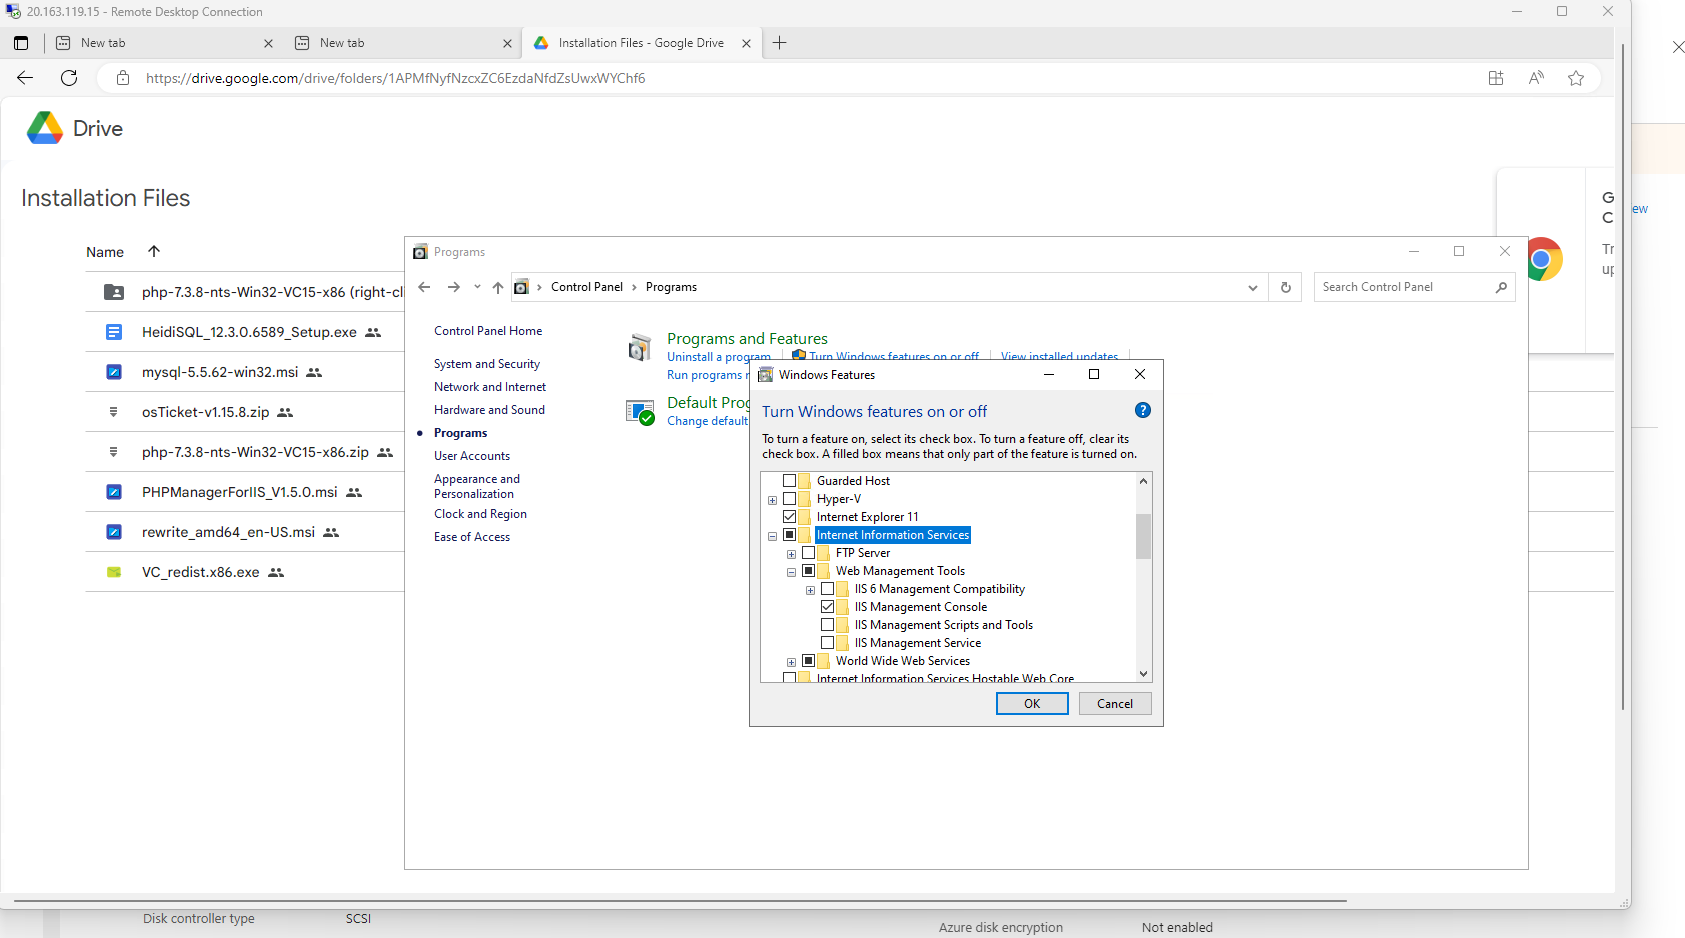 20.163.119.15 - Remote Desktop Connection
New tab
New tab
Installation Files - Google Drive
https://drive.google.com/drive/folders/1APMfNyfNzcxZC6EzdaNfdZsUwxWYChf6
Drive
Installation Files
Name
php-7.3.8-nts-Win32-VC15-x86 (right-cl
HeidiSQL_12.3.0.6589_Setup.exe
mysql-5.5.62-win32.msi
osTicket-v1.15.8.zip
php-7.3.8-nts-Win32-VC15-x86.zip
PHPManagerForIIS_V1.5.0.msi
rewrite_amd64_en-US.msi
VC_redist.x86.exe
G
C
Tr
up
ew
Programs
Control Panel > Programs
Search Control Panel
Control Panel Home
System and Security
Network and Internet
Hardware and Sound
Programs
User Accounts
Appearance and
Personalization
Clock and Region
Ease of Access
Programs and Features
Uninstall a program
Turn Windows features on or off
View installed updates
Run programs
Default Prog
Change default
Windows Features
Turn Windows features on or off
To turn a feature on, select its check box. To turn a feature off, clear its
check box. A filled box means that only part of the feature is turned on.
Guarded Host
Hyper-V
Internet Explorer 11
Internet Information Services
FTP Server
Web Management Tools
IIS 6 Management Compatibility
IIS Management Console
IIS Management Scripts and Tools
IIS Management Service
World Wide Web Services
Internet Information Services Hostable Web Core
OK
Cancel
Disk controller type
SCSI
Azure disk encryption
Not enabled